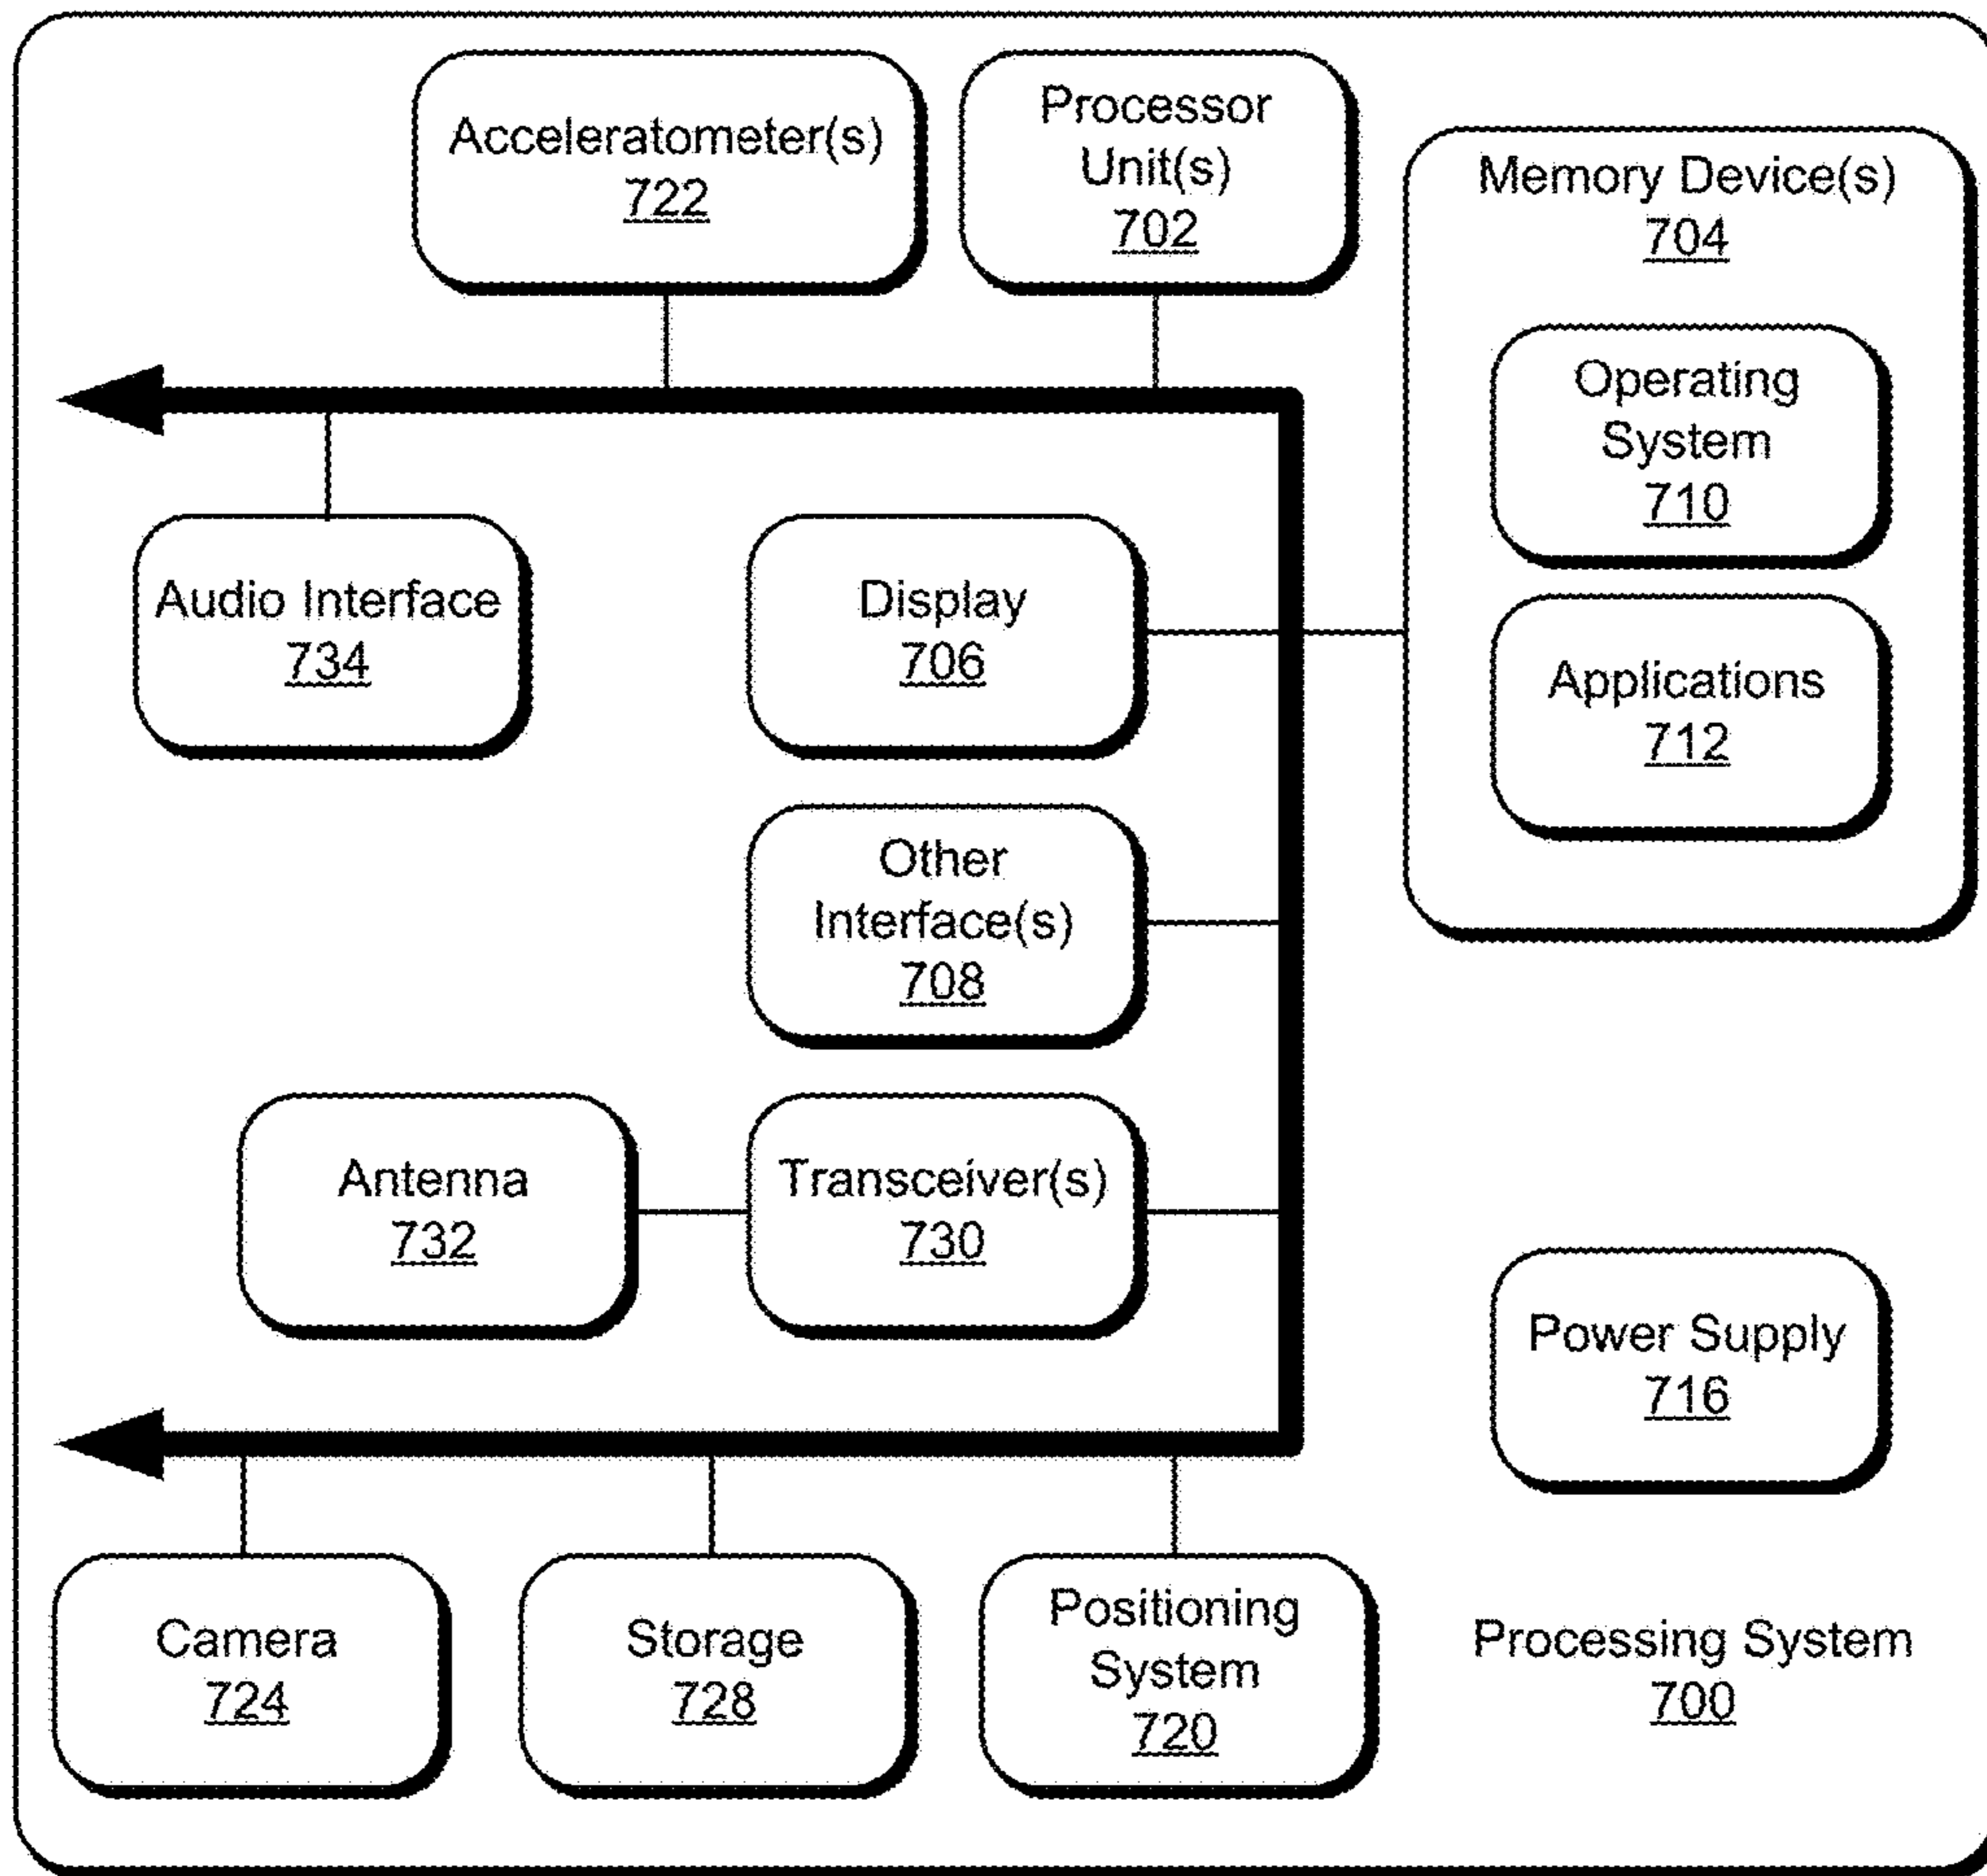 Acceleratometer(s)
722
Processor
Unit(s)
702
Memory Device(s)
704
Operating
System
710
Applications
712
Audio Interface
734
Display
706
Other
Interface(s)
708
Antenna
732
Transceiver(s)
730
Power Supply
716
Camera
724
Storage
728
Positioning
System
720
Processing System
700